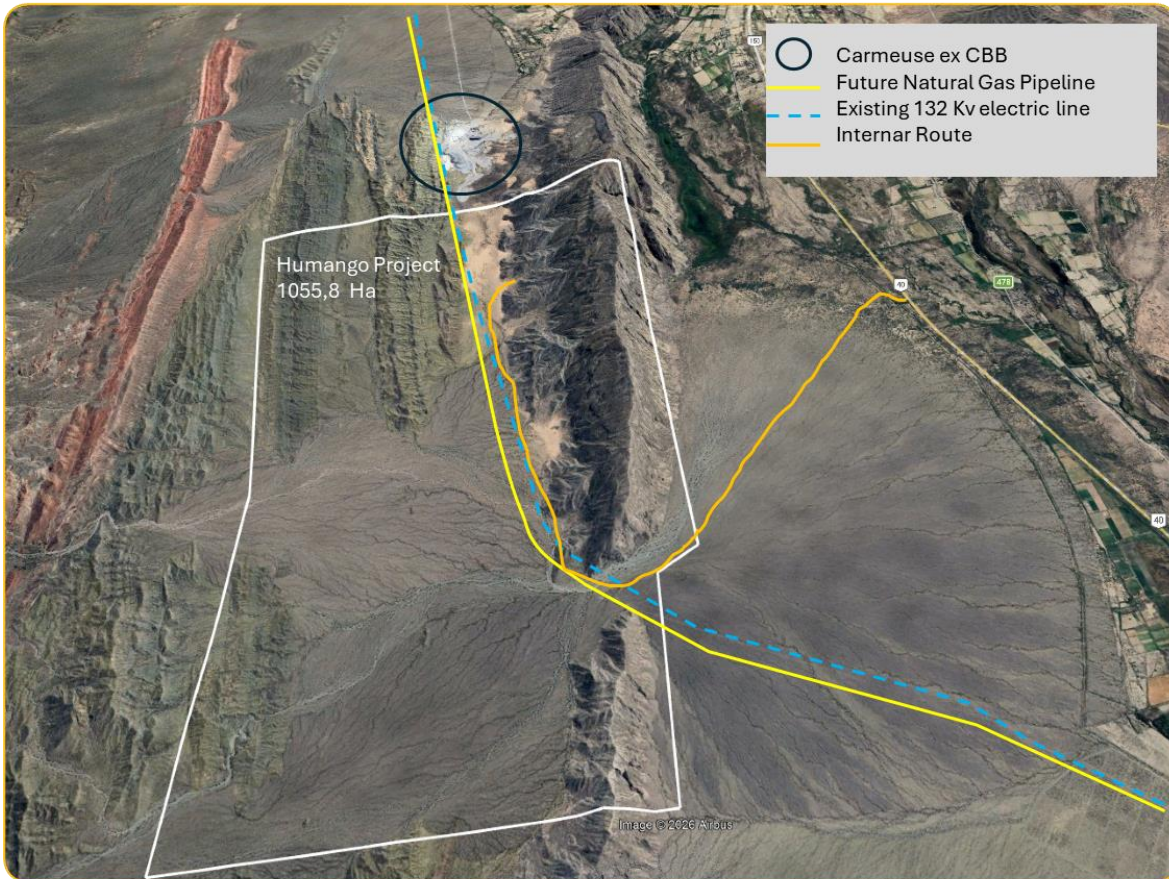 150
Carmeuse ex CBB
Future Natural Gas Pipeline
Existing 132 Kv electric line
Internar Route
Humango Project
1055,8 Ha
40
478
40
Image © 2026 Airbus